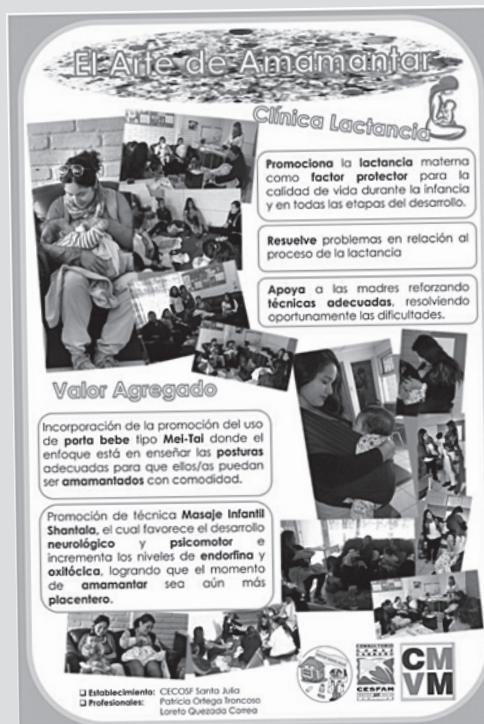 El Arte de Amamantar
Clínica Lactancia
Promociona la lactancia materna
como factor protector para la
calidad de vida durante la infancia
y en todas las etapas del desarrollo.
Resuelve problemas en relación al
proceso de la lactancia
Apoya a las madres reforzando
técnicas adecuadas, resolviendo
oportunamente las dificultades.
Valor Agregado
Incorporación de la promoción del uso
de porta bebe tipo Mei-Tai donde el
enfoque está en enseñar las posturas
adecuadas para que ellos/as puedan
ser amamantados con comodidad.
Promoción de técnica Masaje Infantil
Shantala, el cual favorece el desarrollo
neurológico y psicomotor e
incrementa los niveles de endorfina y
oxitócica, logrando que el momento
de amamantar sea aún más
placentero.
CONSULTORIO
CESFAM
CM
VM
❑ Establecimiento: CECOSF Santa Julia
❑ Profesionales: Patricia Ortega Troncoso
Loreto Quezada Correa